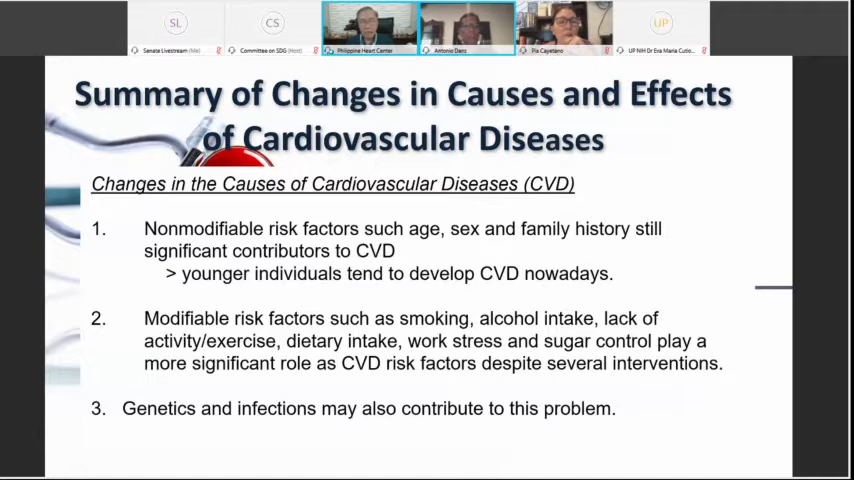 SL
CS
UP
Senate Livestream (Me)
Committee on SDG (Host)
Philippine Heart Center
Antonio Dans
Pia Cayetano
UP NIH Dr Eva Maria Cutio...
Summary of Changes in Causes and Effects
of Cardiovascular Diseases
Changes in the Causes of Cardiovascular Diseases (CVD)
1. Nonmodifiable risk factors such age, sex and family history still
significant contributors to CVD
> younger individuals tend to develop CVD nowadays.
2. Modifiable risk factors such as smoking, alcohol intake, lack of
activity/exercise, dietary intake, work stress and sugar control play a
more significant role as CVD risk factors despite several interventions.
3. Genetics and infections may also contribute to this problem.